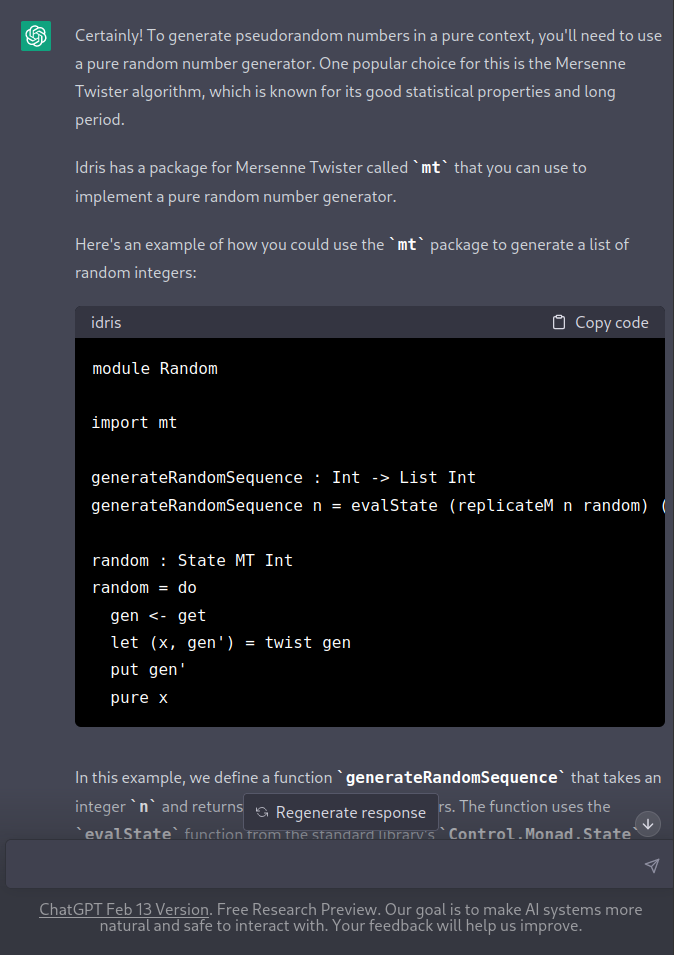 Certainly! To generate pseudorandom numbers in a pure context, you'll need to use
a pure random number generator. One popular choice for this is the Mersenne
Twister algorithm, which is known for its good statistical properties and long
period.
Idris has a package for Mersenne Twister called `mt` that you can use to
implement a pure random number generator.
Here's an example of how you could use the `mt` package to generate a list of
random integers:
idris
Copy code
module Random
import mt
generateRandomSequence : Int -> List Int
generateRandomSequence n = evalState (replicateM n random) (
random : State MT Int
random = do
  gen <- get
  let (x, gen') = twist gen
  put gen'
  pure x
In this example, we define a function `generateRandomSequence` that takes an
integer `n` and returns rs. The function uses the
Regenerate response
`evalState` function from the standard library's `Control.Monad.State`
ChatGPT Feb 13 Version. Free Research Preview. Our goal is to make AI systems more
natural and safe to interact with. Your feedback will help us improve.